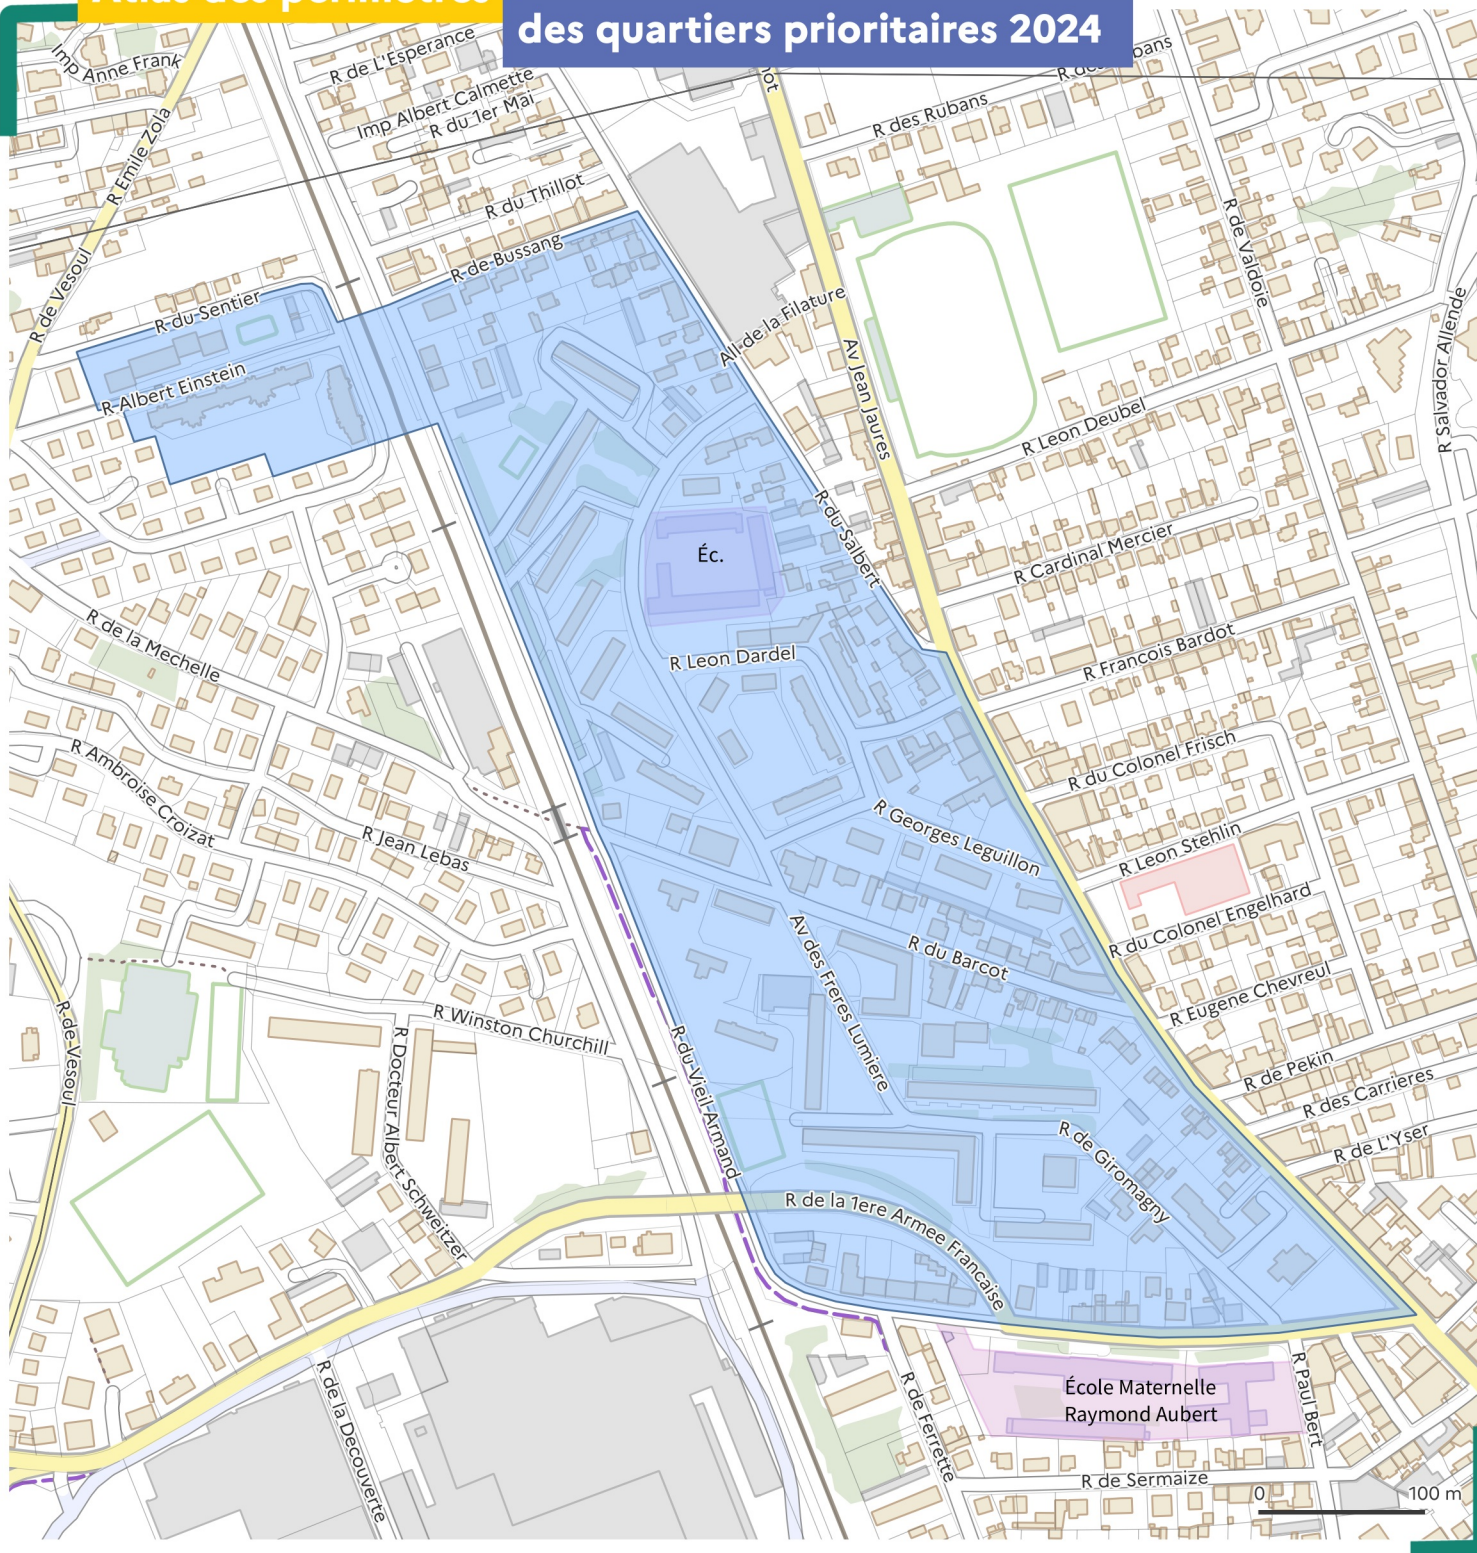 Atlas des périmètres
des quartiers prioritaires 2024
Imp Anne Frank
R de L'Esperance
Imp Albert Calmette
R du 1er Mai
R des Rubans
R Emile Zola
R du Thillot
R de Valdoie
R de Bussang
R de Vesoul
R du Sentier
All de la Filature
R Salvador Allende
Av Jean Jaures
R Albert Einstein
R Leon Deubel
R du Salbert
Éc.
R Cardinal Mercier
R de la Mechelle
R Leon Dardel
R Francois Bardot
R Ambroise Croizat
R du Colonel Frisch
R Georges Leguillon
R Jean Lebas
R Leon Stehlin
R du Colonel Engelhard
Av des Freres Lumiere
R du Barcot
R Eugene Chevreul
R de Vesoul
R Winston Churchill
R Docteur Albert Schweitzer
R du Vieil Armand
R de Pekin
R des Carrieres
R de L'Yser
R de Giromagny
R de la 1ere Armee Francaise
R de la Decouverte
R de Ferrette
École Maternelle
Raymond Aubert
R Paul Bert
R de Sermaize
0
100 m